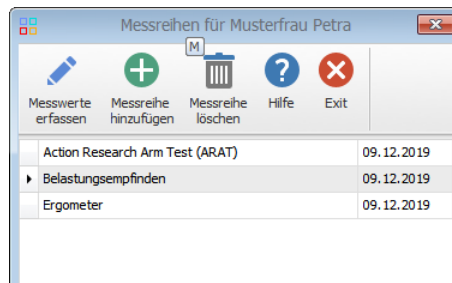 Messreihen für Musterfrau Petra
M
Messwerte erfassen
Messreihe hinzufügen
Messreihe löschen
Hilfe
Exit
Action Research Arm Test (ARAT) 09.12.2019
Belastungsempfinden 09.12.2019
Ergometer 09.12.2019